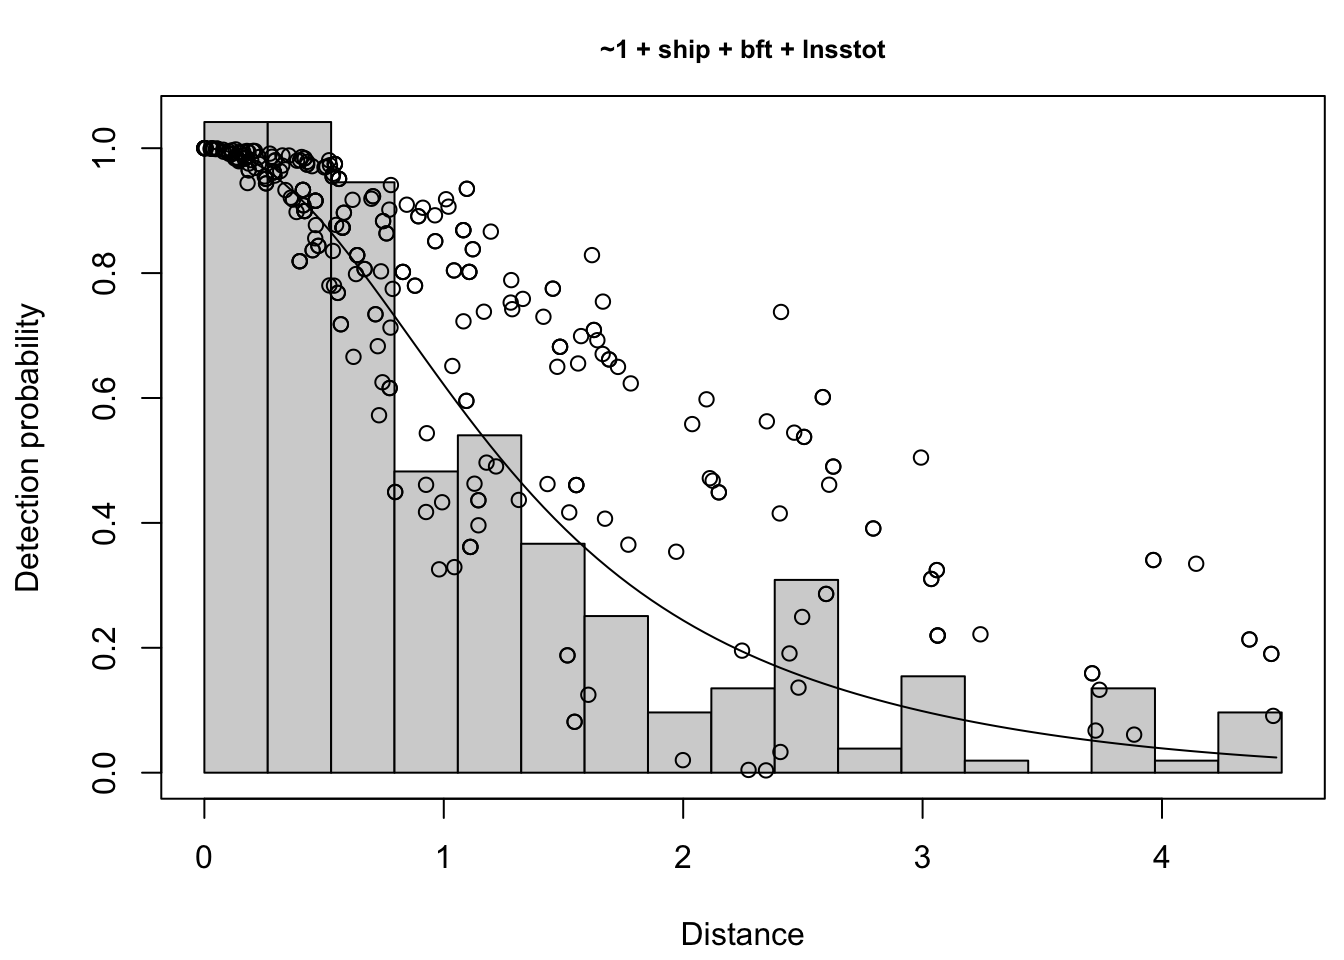 ~1 + ship + bft + lnsstot
Detection probability
1.0
0.8
0.6
0.4
0.2
0.0
0 1 2 3 4
Distance